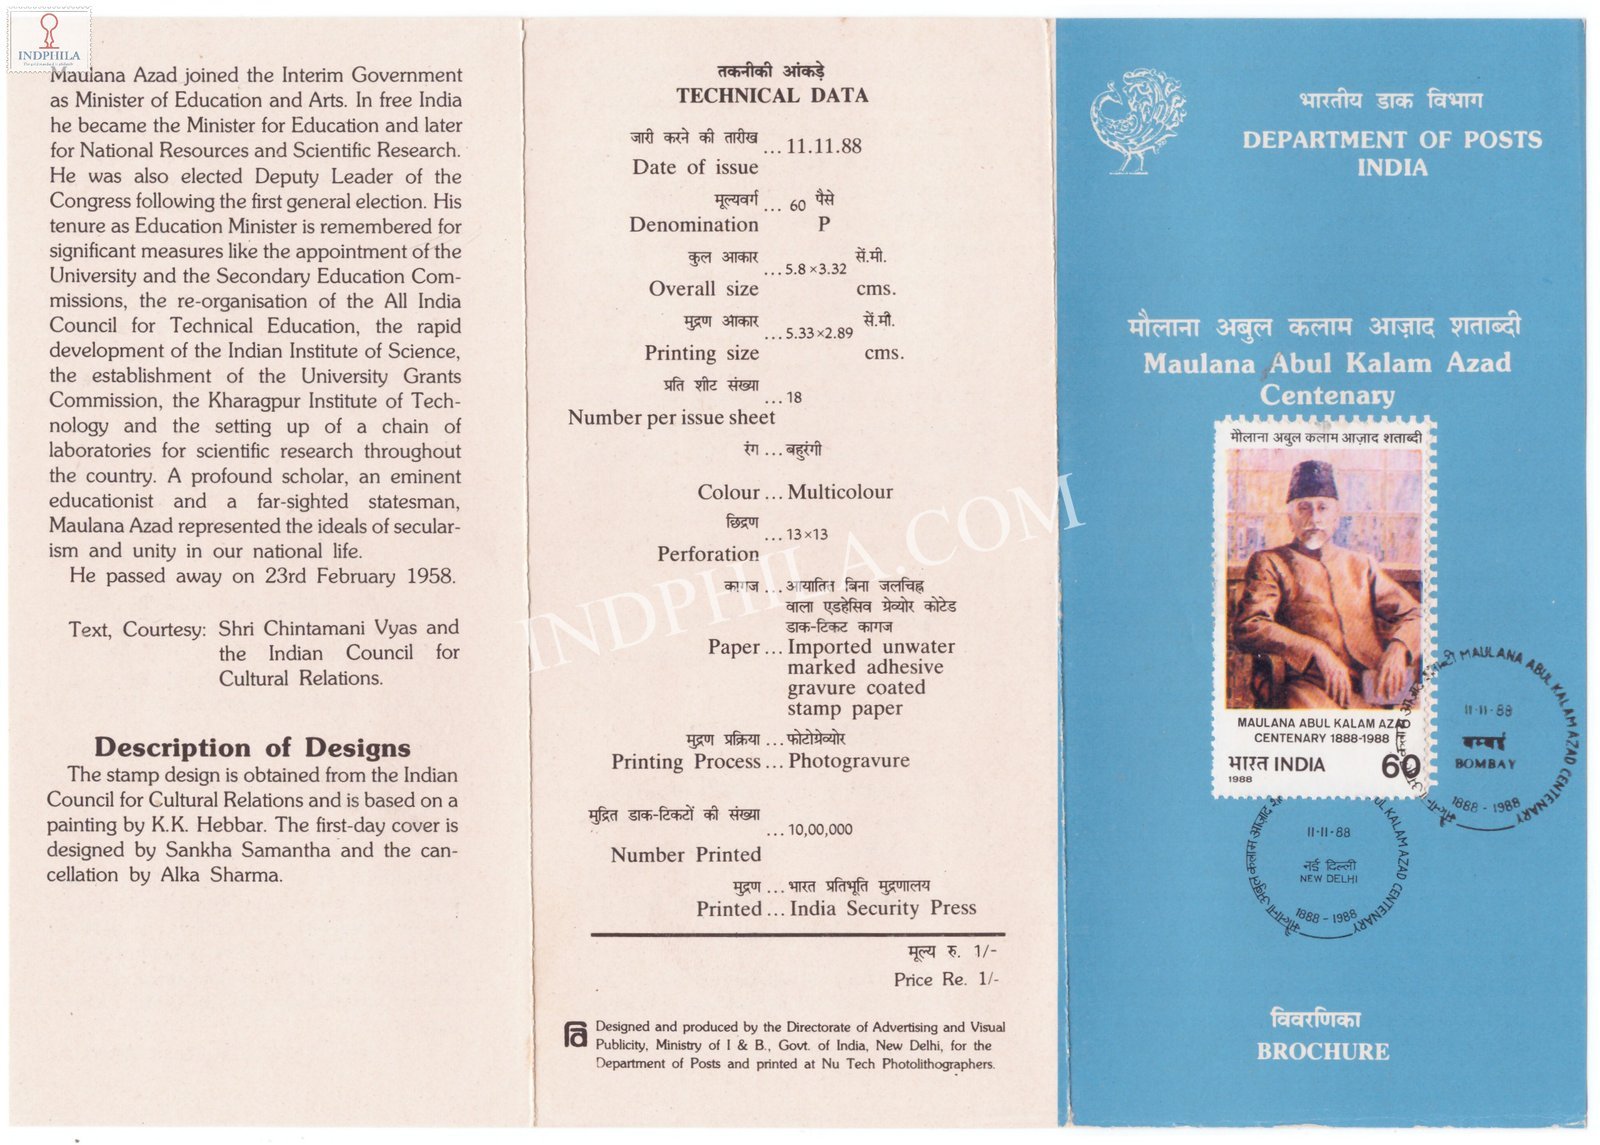 INDPHILA
Maulana Azad joined the Interim Government
as Minister of Education and Arts. In free India
he became the Minister for Education and later
for National Resources and Scientific Research.
He was also elected Deputy Leader of the
Congress following the first general election. His
tenure as Education Minister is remembered for
significant measures like the appointment of the
University and the Secondary Education Com-
missions, the re-organisation of the All India
Council for Technical Education, the rapid
development of the Indian Institute of Science,
the establishment of the University Grants
Commission, the Kharagpur Institute of Tech-
nology and the setting up of a chain of
laboratories for scientific research throughout
the country. A profound scholar, an eminent
educationist and a far-sighted statesman,
Maulana Azad represented the ideals of secular-
ism and unity in our national life.
He passed away on 23rd February 1958.
Text, Courtesy: Shri Chintamani Vyas and
the Indian Council for
Cultural Relations.
Description of Designs
The stamp design is obtained from the Indian
Council for Cultural Relations and is based on a
painting by K.K. Hebbar. The first-day cover is
designed by Sankha Samantha and the can-
cellation by Alka Sharma.
तकनीकी आंकड़े
TECHNICAL DATA
जारी करने की तारीख ... 11.11.88
Date of issue
मूल्यवर्ग ... 60 पैसे
Denomination P
कुल आकार ... 5.8×3.32 सें.मी.
Overall size cms.
मुद्रण आकार ... 5.33×2.89 सें.मी.
Printing size cms.
प्रति शीट संख्या ... 18
Number per issue sheet
रंग ... बहुरंगी
Colour ... Multicolour
छिद्रण ... 13×13
Perforation
कागज ... आयातित बिना जलचिह्न
वाला एडहेसिव ग्रेव्योर कोटेड
डाक-टिकट कागज
Paper ... Imported unwater
marked adhesive
gravure coated
stamp paper
मुद्रण प्रक्रिया ... फोटोग्रेव्योर
Printing Process ... Photogravure
मुद्रित डाक-टिकटों की संख्या ... 10,00,000
Number Printed
मुद्रण ... भारत प्रतिभूति मुद्रणालय
Printed ... India Security Press
मूल्य रु. 1/-
Price Re. 1/-
Designed and produced by the Directorate of Advertising and Visual
Publicity, Ministry of I & B., Govt. of India, New Delhi, for the
Department of Posts and printed at Nu Tech Photolithographers.
INDPHILA.COM
भारतीय डाक विभाग
DEPARTMENT OF POSTS
INDIA
मौलाना अबुल कलाम आज़ाद शताब्दी
Maulana Abul Kalam Azad
Centenary
मौलाना अबुल कलाम आज़ाद शताब्दी
MAULANA ABUL KALAM AZAD
CENTENARY 1888-1988
भारत INDIA 60
1988
MAULANA ABUL KALAM AZAD CENTENARY
11-11-88
बम्बई
BOMBAY
1888-1988
मौलाना अबुल कलाम आज़ाद
KALAM AZAD CENTENARY
11-11-88
नई दिल्ली
NEW DELHI
1888-1988
विवरणिका
BROCHURE